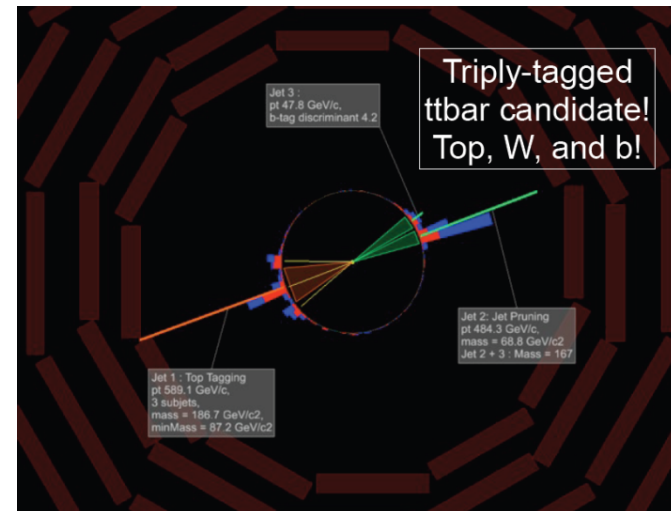 Triply-tagged
ttbar candidate!
Top, W, and b!
Jet 3 :
pt 47.8 GeV/c,
b-tag discriminant 4.2
Jet 2: Jet Pruning
pt 484.3 GeV/c,
mass = 68.8 GeV/c2
Jet 2 + 3 : Mass = 167
Jet 1 : Top Tagging
pt 589.1 GeV/c,
3 subjets,
mass = 186.7 GeV/c2,
minMass = 87.2 GeV/c2